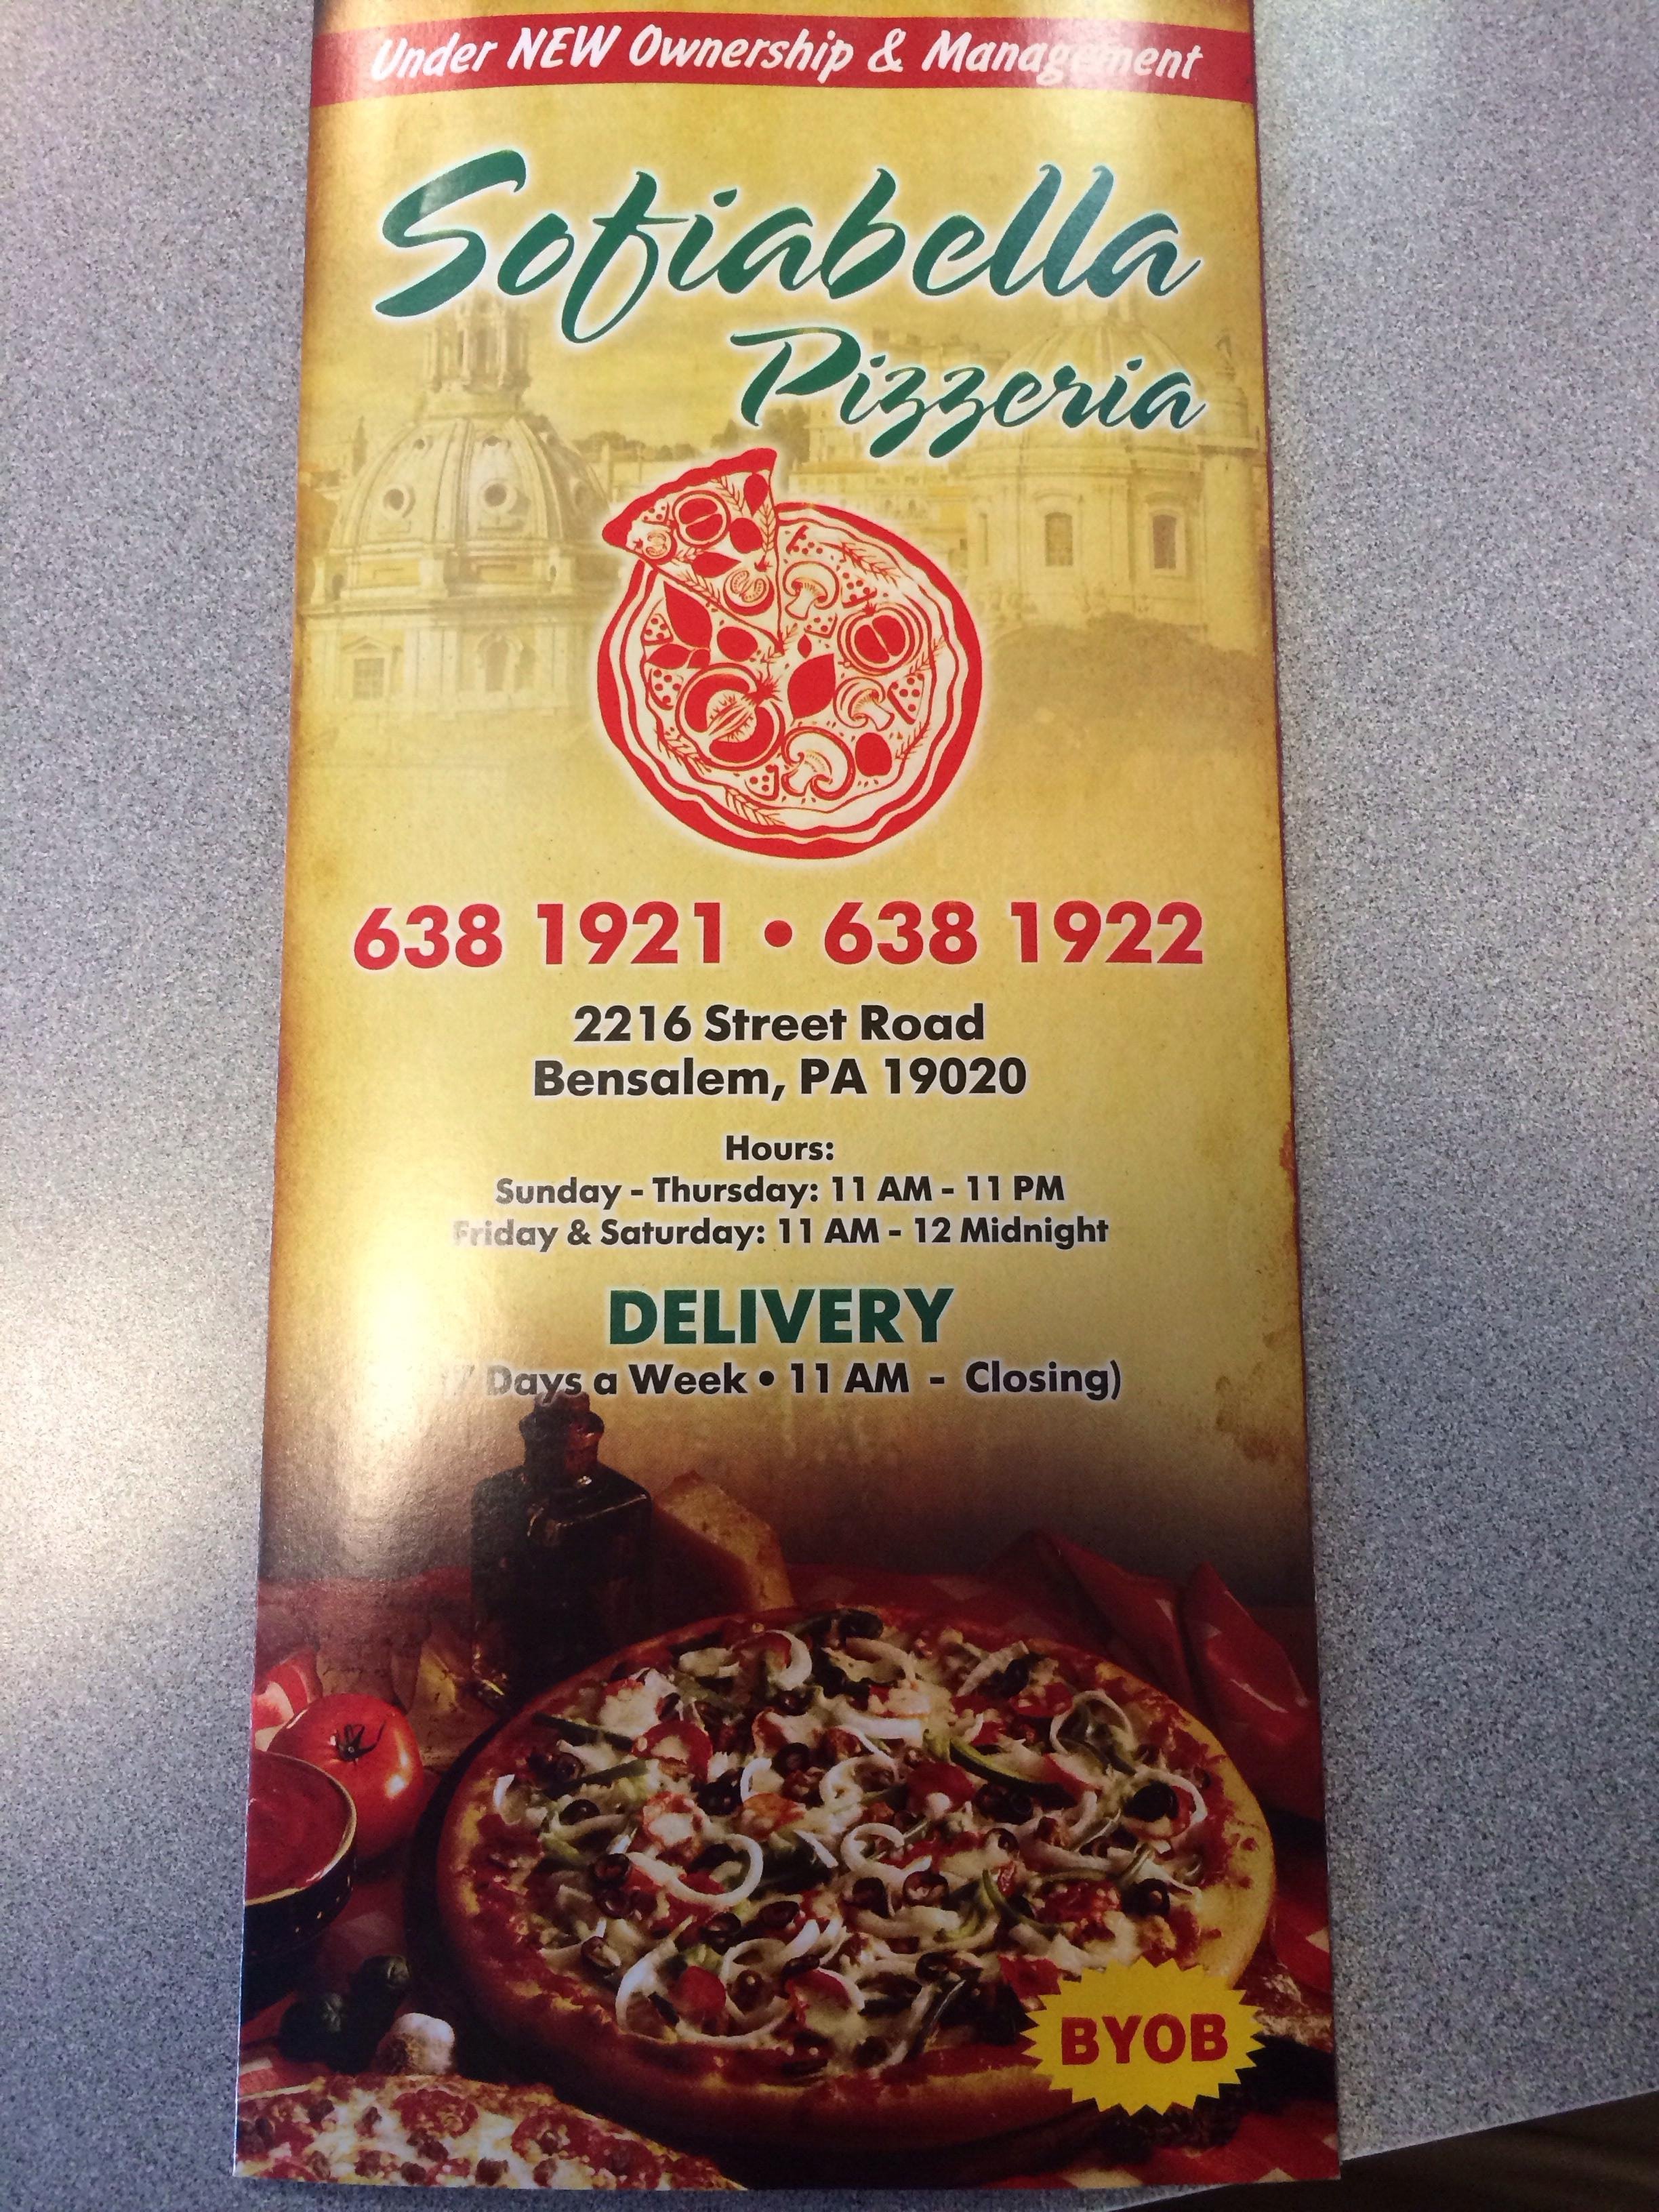 Under NEW Ownership & Management
Sofiabella
Pizzeria
638 1921 • 638 1922
2216 Street Road
Bensalem, PA 19020
Hours:
Sunday - Thursday: 11 AM - 11 PM
Friday & Saturday: 11 AM - 12 Midnight
DELIVERY
(7 Days a Week • 11 AM - Closing)
BYOB